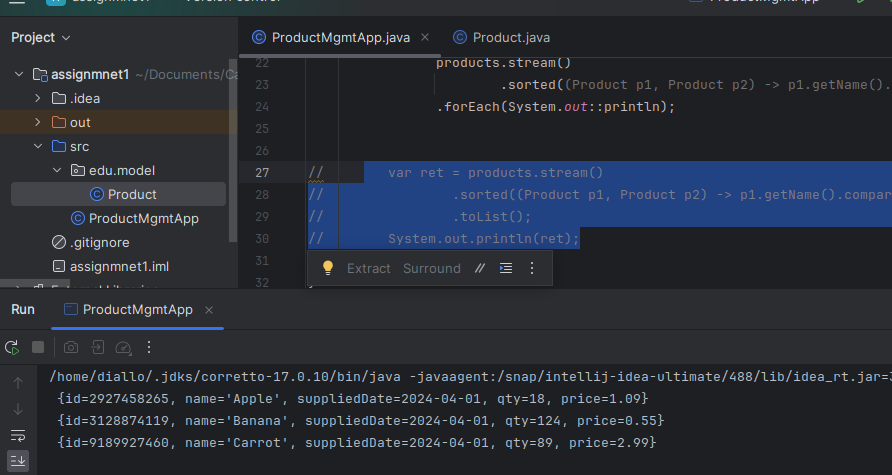 Project
ProductMgmtApp.java
Product.java
assignmnet1 ~/Documents/
.idea
out
src
edu.model
Product
ProductMgmtApp
.gitignore
assignmnet1.iml
22 products.stream()
23 .sorted((Product p1, Product p2) -> p1.getName().
24 .forEach(System.out::println);
25
26
27 // var ret = products.stream()
28 // .sorted((Product p1, Product p2) -> p1.getName().compar
29 // .toList();
30 // System.out.println(ret);
31
Extract Surround //
32
Run ProductMgmtApp
/home/diallo/.jdks/corretto-17.0.10/bin/java -javaagent:/snap/intellij-idea-ultimate/488/lib/idea_rt.jar=
{id=2927458265, name='Apple', suppliedDate=2024-04-01, qty=18, price=1.09}
{id=3128874119, name='Banana', suppliedDate=2024-04-01, qty=124, price=0.55}
{id=9189927460, name='Carrot', suppliedDate=2024-04-01, qty=89, price=2.99}